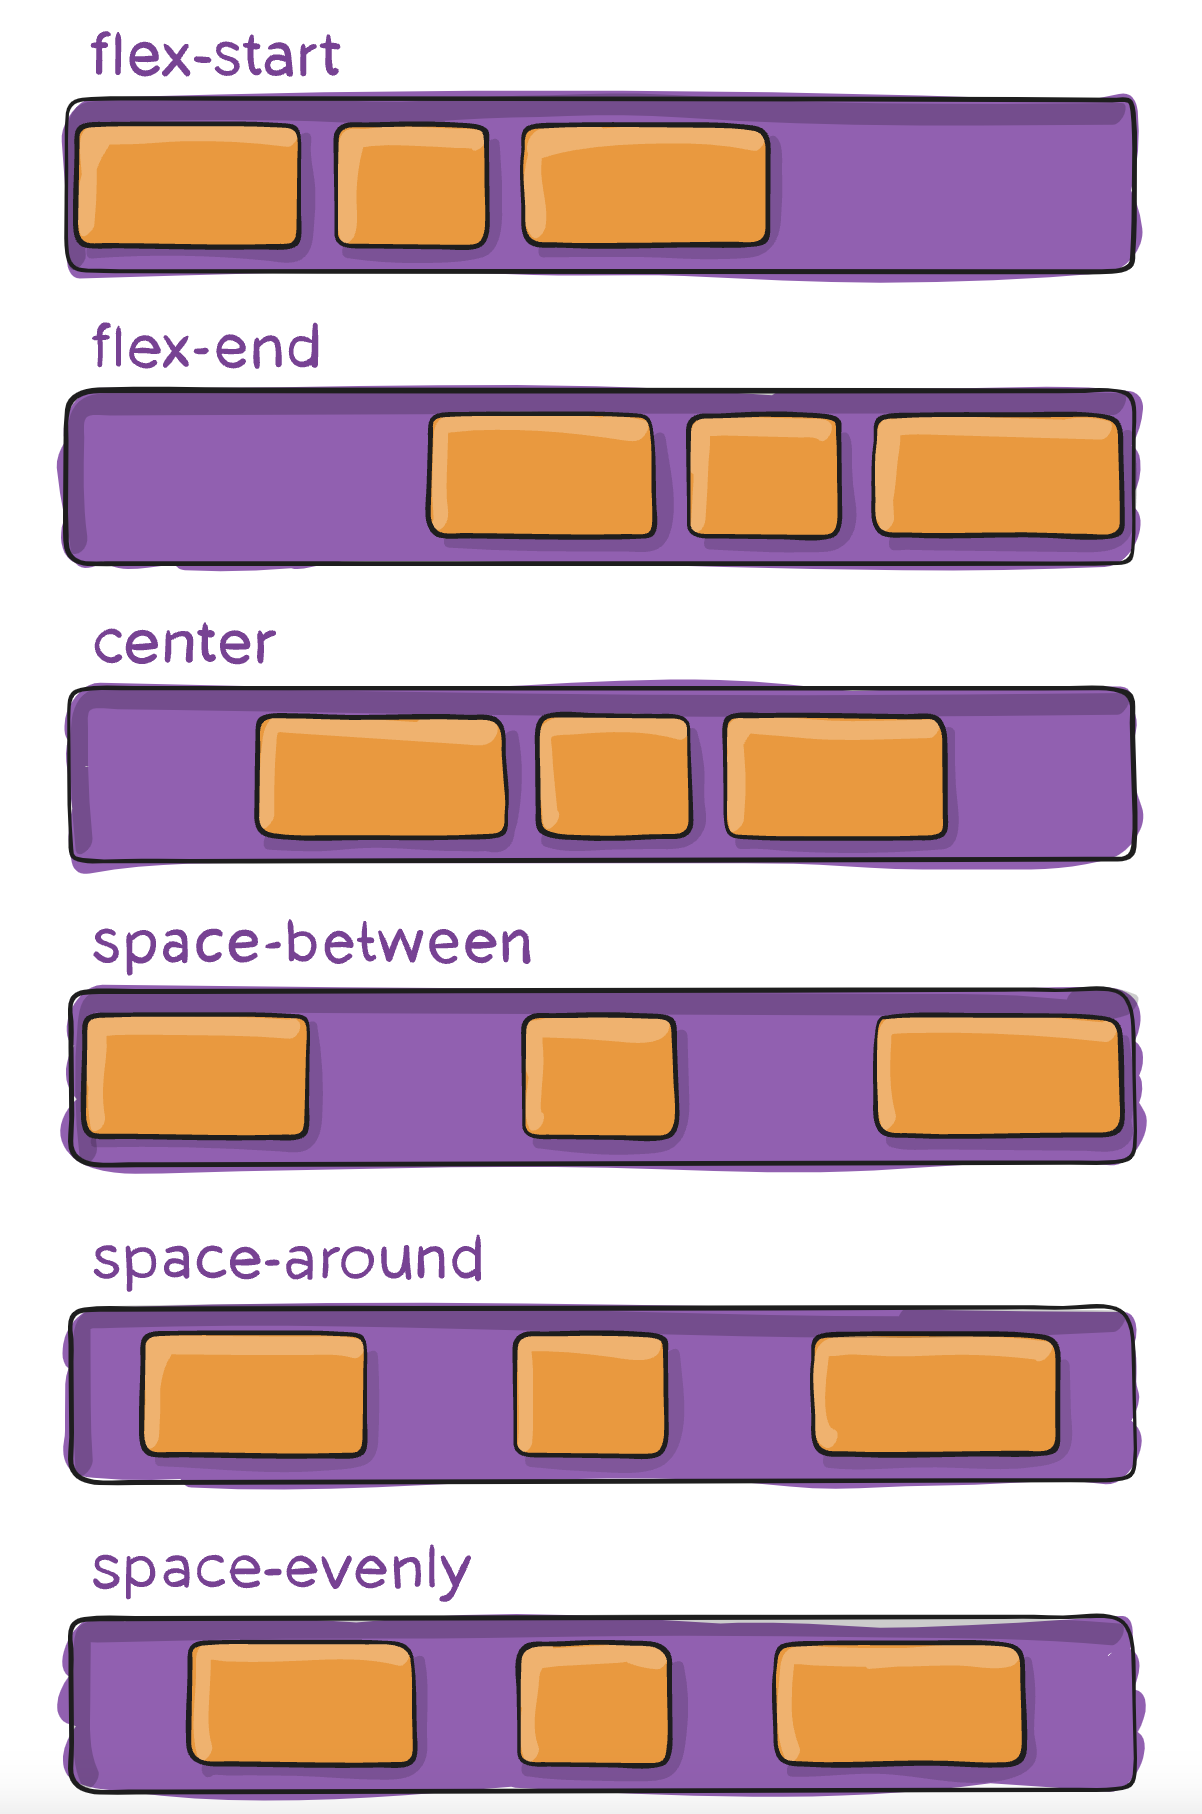 flex-start
flex-end
center
space-between
space-around
space-evenly